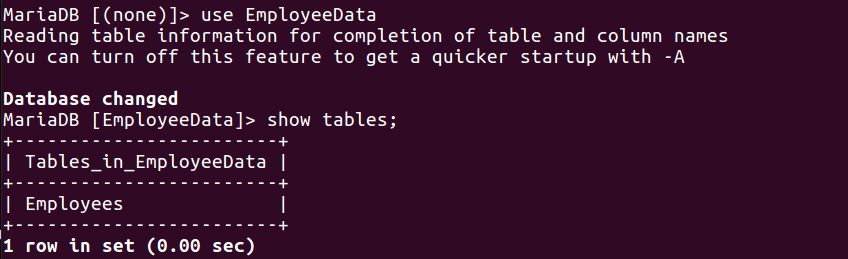 MariaDB [(none)]> use EmployeeData
Reading table information for completion of table and column names
You can turn off this feature to get a quicker startup with -A
Database changed
MariaDB [EmployeeData]> show tables;
+------------------------+
| Tables_in_EmployeeData |
+------------------------+
| Employees              |
+------------------------+
1 row in set (0.00 sec)